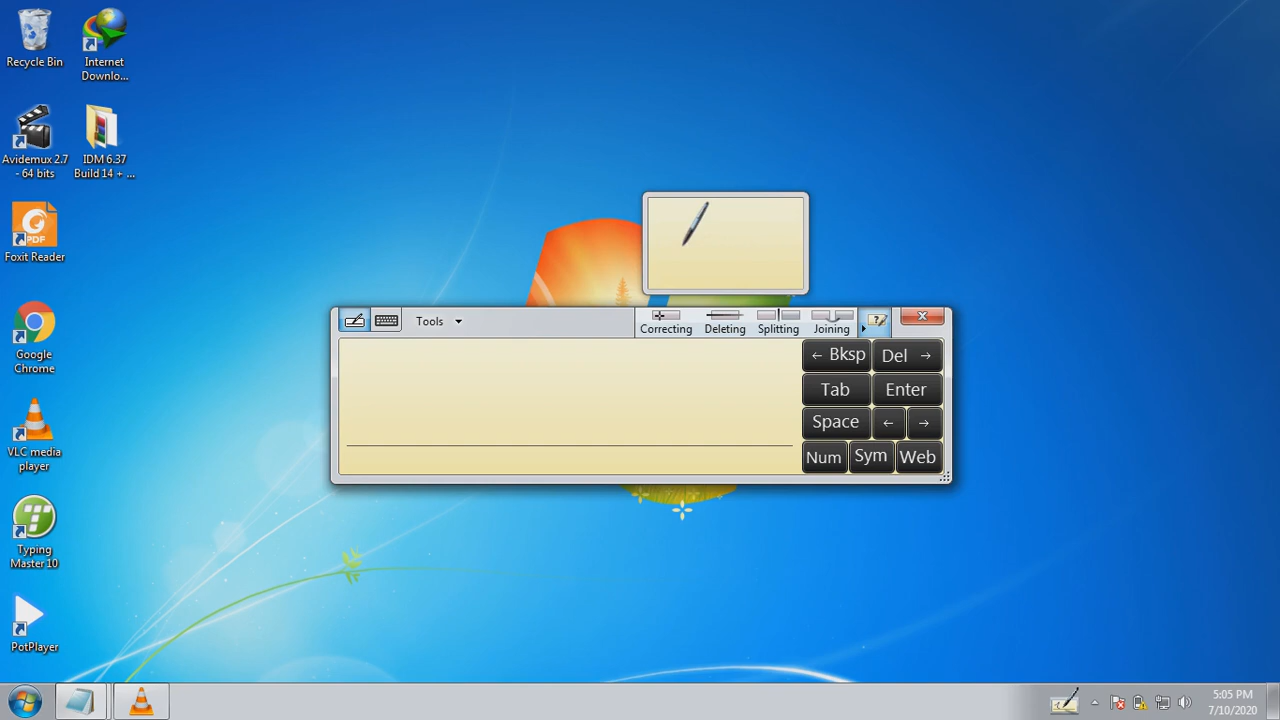 Recycle Bin
Internet
Downlo...
Avidemux 2.7
- 64 bits
IDM 6.37
Build 14 + ...
PDF
Foxit Reader
Google
Chrome
VLC media
player
Typing
Master 10
PotPlayer
Tools
Correcting
Deleting
Splitting
Joining
← Bksp
Del →
Tab
Enter
Space
←
→
Num
Sym
Web
5:05 PM
7/10/2020